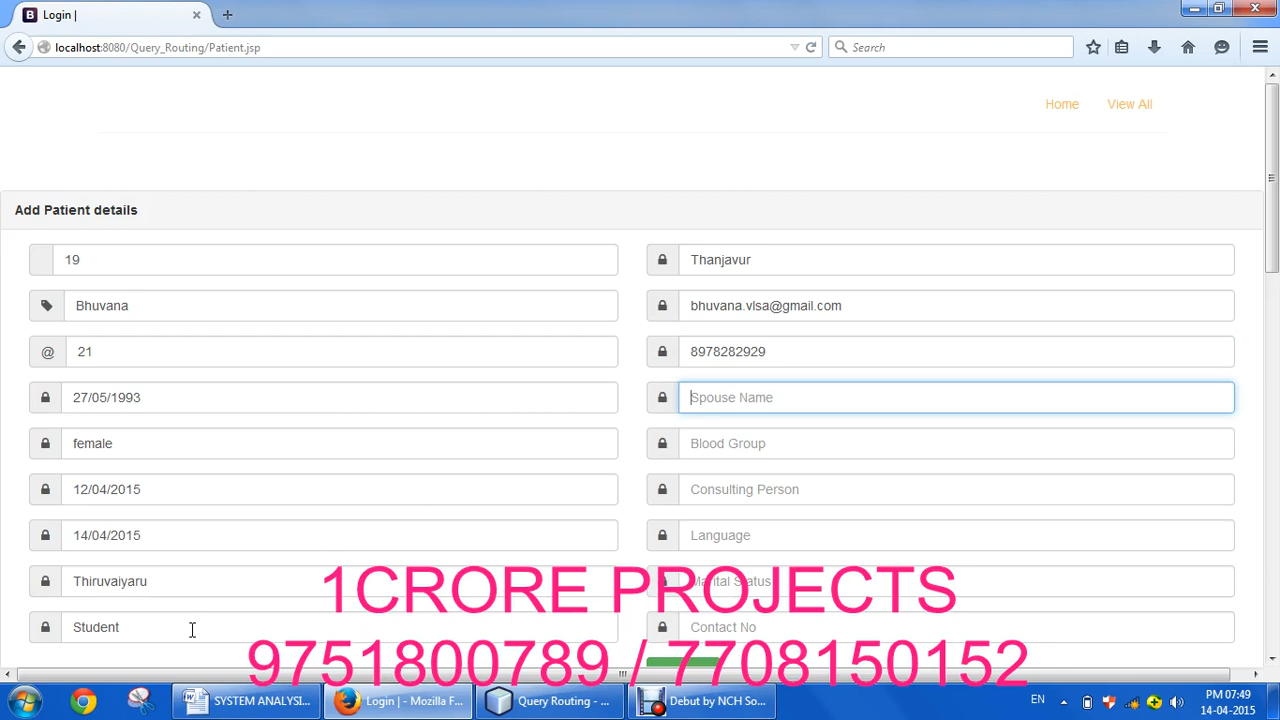 Login |
localhost:8080/Query_Routing/Patient.jsp
Search
Home
View All
Add Patient details
19
Thanjavur
Bhuvana
bhuvana.vlsa@gmail.com
@
21
8978282929
27/05/1993
Spouse Name
female
Blood Group
12/04/2015
Consulting Person
14/04/2015
Language
Thiruvaiyaru
Marital Status
Student
Contact No
1CRORE PROJECTS
9751800789 / 7708150152
SYSTEM ANALYSI...
Login | - Mozilla F...
Query Routing - ...
Debut by NCH So...
EN
PM 07:49
14-04-2015